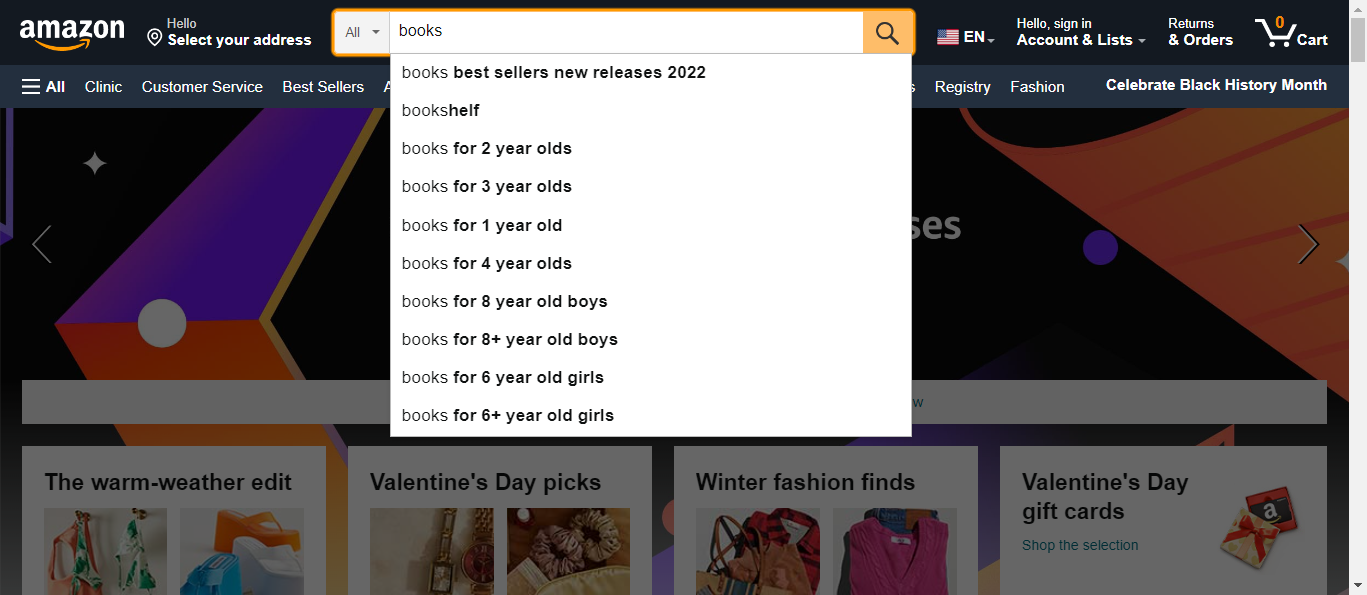 amazon
Hello
Select your address
All
books
EN
Hello, sign in
Account & Lists
Returns
& Orders
0
Cart
All
Clinic
Customer Service
Best Sellers
Registry
Fashion
Celebrate Black History Month
books best sellers new releases 2022
bookshelf
books for 2 year olds
books for 3 year olds
books for 1 year old
books for 4 year olds
books for 8 year old boys
books for 8+ year old boys
books for 6 year old girls
books for 6+ year old girls
The warm-weather edit
Valentine's Day picks
Winter fashion finds
Valentine's Day
gift cards
Shop the selection
a